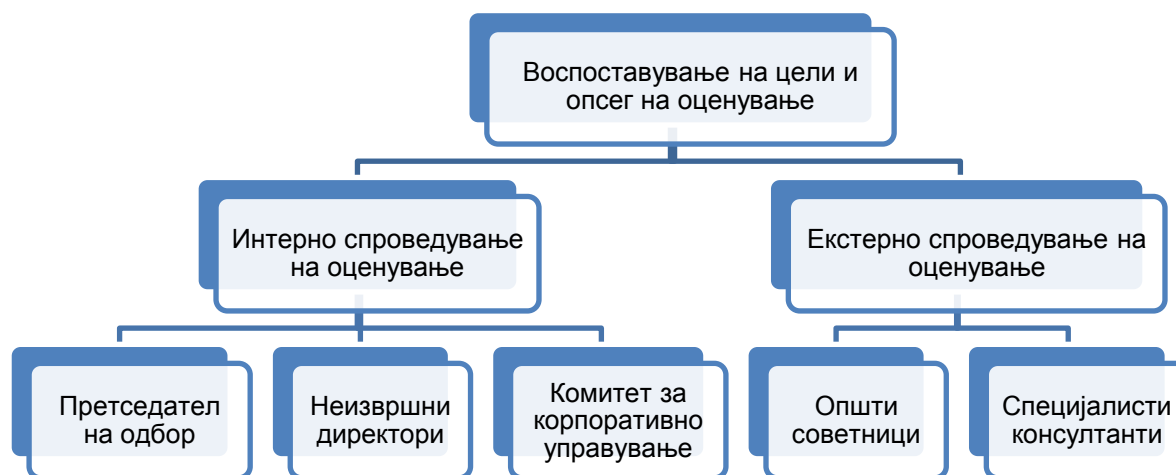 Воспоставување на цели и
опсег на оценување
Интерно спроведување
на оценување
Екстерно спроведување на
оценување
Претседател
на одбор
Неизвршни
директори
Комитет за
корпоративно
управување
Општи
советници
Специјалисти
консултанти